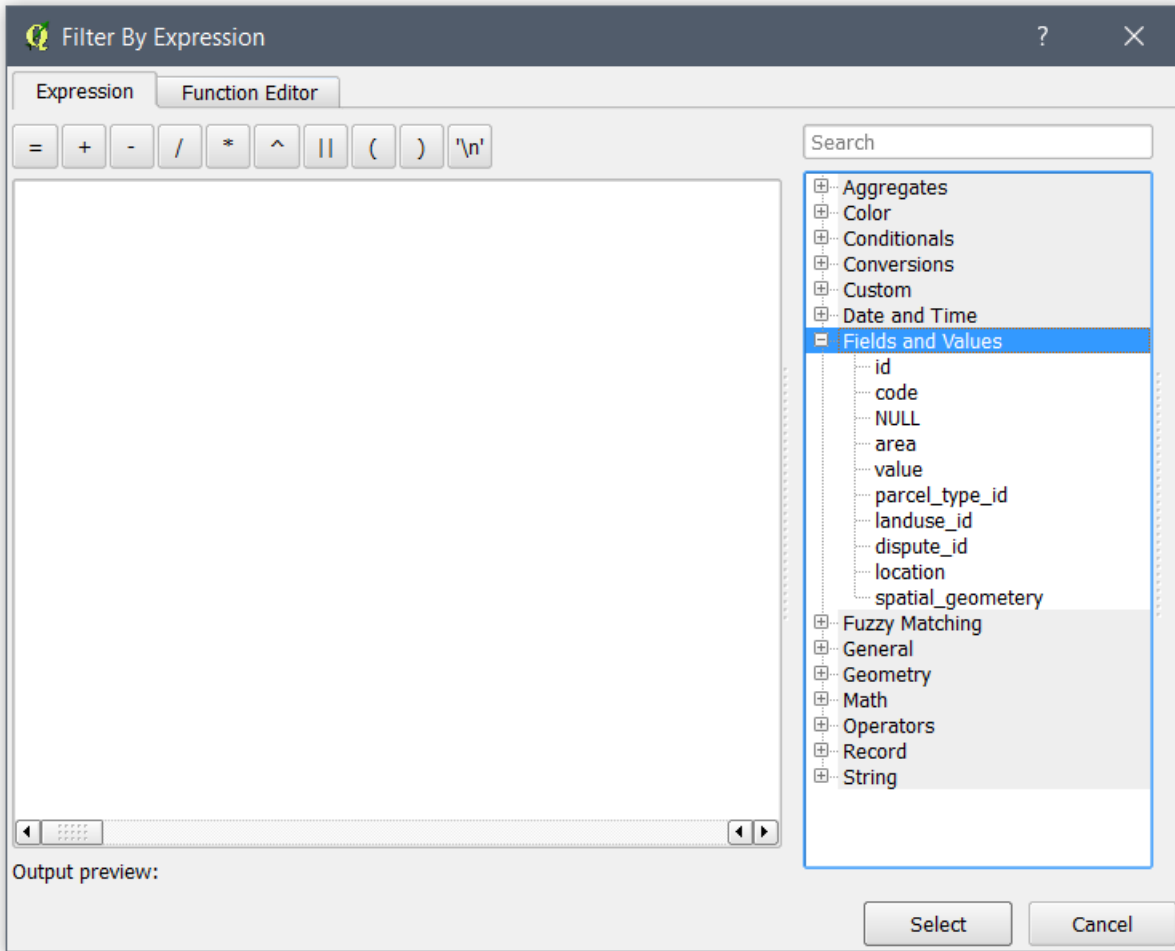 Filter By Expression ? ×
Expression Function Editor
= + - / * ^ || ( ) '\n'
Search
Aggregates
Color
Conditionals
Conversions
Custom
Date and Time
Fields and Values
id
code
NULL
area
value
parcel_type_id
landuse_id
dispute_id
location
spatial_geometery
Fuzzy Matching
General
Geometry
Math
Operators
Record
String
Output preview:
Select Cancel